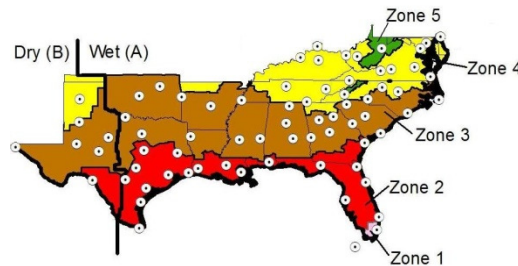 Zone 5
Dry (B) Wet (A)
Zone 4
Zone 3
Zone 2
Zone 1